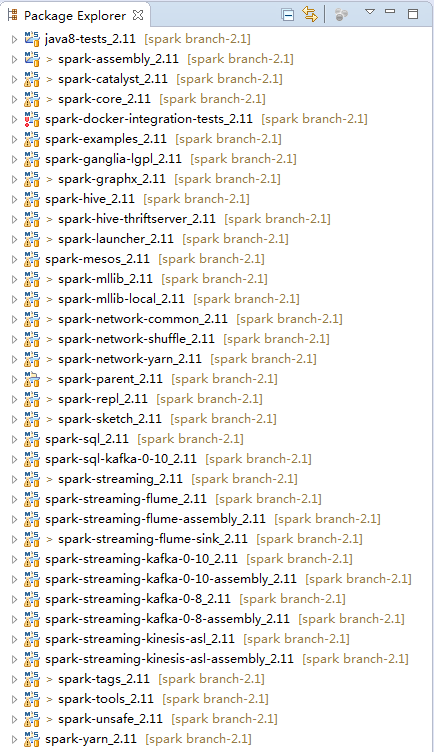 Package Explorer
java8-tests_2.11 [spark branch-2.1]
> spark-assembly_2.11 [spark branch-2.1]
> spark-catalyst_2.11 [spark branch-2.1]
> spark-core_2.11 [spark branch-2.1]
spark-docker-integration-tests_2.11 [spark branch-2.1]
spark-examples_2.11 [spark branch-2.1]
spark-ganglia-lgpl_2.11 [spark branch-2.1]
> spark-graphx_2.11 [spark branch-2.1]
spark-hive_2.11 [spark branch-2.1]
> spark-hive-thriftserver_2.11 [spark branch-2.1]
> spark-launcher_2.11 [spark branch-2.1]
spark-mesos_2.11 [spark branch-2.1]
> spark-mllib_2.11 [spark branch-2.1]
> spark-mllib-local_2.11 [spark branch-2.1]
> spark-network-common_2.11 [spark branch-2.1]
> spark-network-shuffle_2.11 [spark branch-2.1]
> spark-network-yarn_2.11 [spark branch-2.1]
> spark-parent_2.11 [spark branch-2.1]
> spark-repl_2.11 [spark branch-2.1]
> spark-sketch_2.11 [spark branch-2.1]
spark-sql_2.11 [spark branch-2.1]
spark-sql-kafka-0-10_2.11 [spark branch-2.1]
> spark-streaming_2.11 [spark branch-2.1]
spark-streaming-flume_2.11 [spark branch-2.1]
spark-streaming-flume-assembly_2.11 [spark branch-2.1]
> spark-streaming-flume-sink_2.11 [spark branch-2.1]
spark-streaming-kafka-0-10_2.11 [spark branch-2.1]
spark-streaming-kafka-0-10-assembly_2.11 [spark branch-2.1]
spark-streaming-kafka-0-8_2.11 [spark branch-2.1]
spark-streaming-kafka-0-8-assembly_2.11 [spark branch-2.1]
spark-streaming-kinesis-asl_2.11 [spark branch-2.1]
spark-streaming-kinesis-asl-assembly_2.11 [spark branch-2.1]
> spark-tags_2.11 [spark branch-2.1]
> spark-tools_2.11 [spark branch-2.1]
> spark-unsafe_2.11 [spark branch-2.1]
spark-yarn_2.11 [spark branch-2.1]